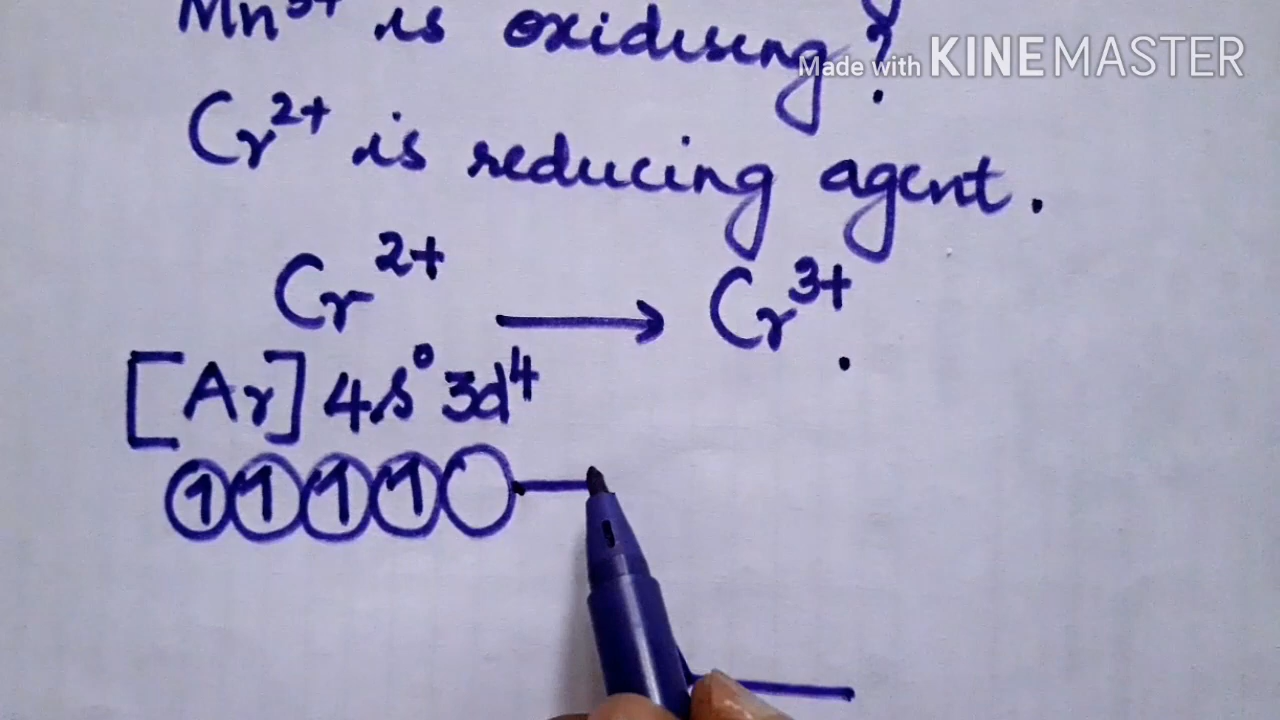 Mn³⁺ is oxidising ?
Made with KINEMASTER
Cr²⁺ is reducing agent.
Cr²⁺ ⟶ Cr³⁺.
[Ar] 4s⁰ 3d⁴